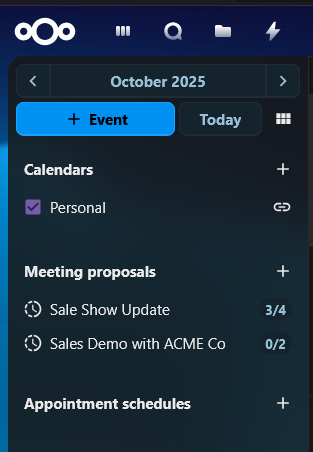 October 2025
+ Event
Today
Calendars
Personal
Meeting proposals
Sale Show Update 3/4
Sales Demo with ACME Co 0/2
Appointment schedules